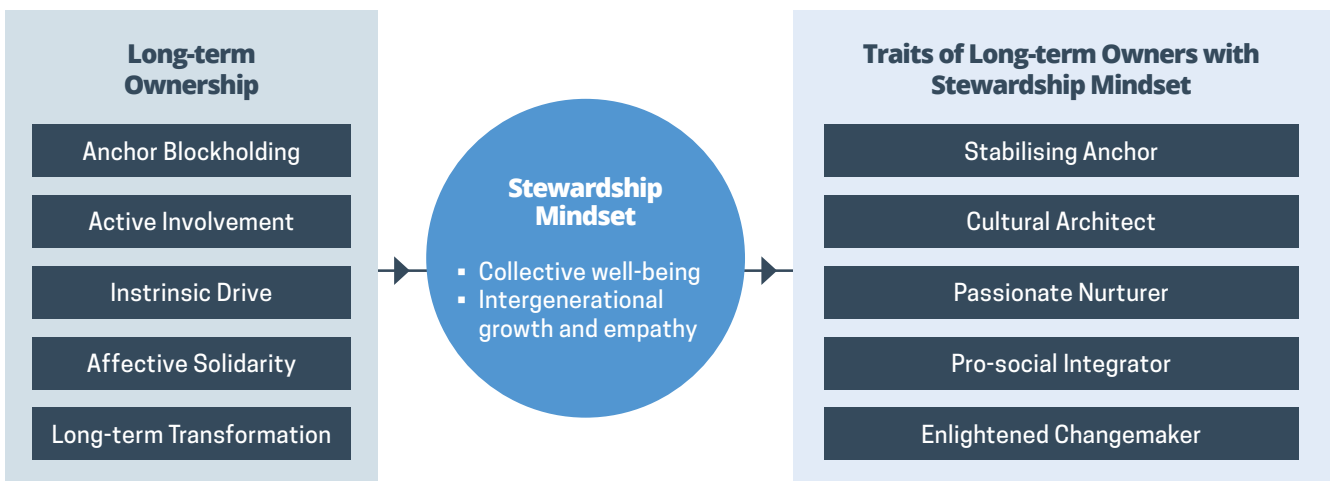 Long-term
Ownership
Anchor Blockholding
Active Involvement
Instrinsic Drive
Affective Solidarity
Long-term Transformation
Stewardship
Mindset
▪ Collective well-being
▪ Intergenerational
growth and empathy
Traits of Long-term Owners with
Stewardship Mindset
Stabilising Anchor
Cultural Architect
Passionate Nurturer
Pro-social Integrator
Enlightened Changemaker